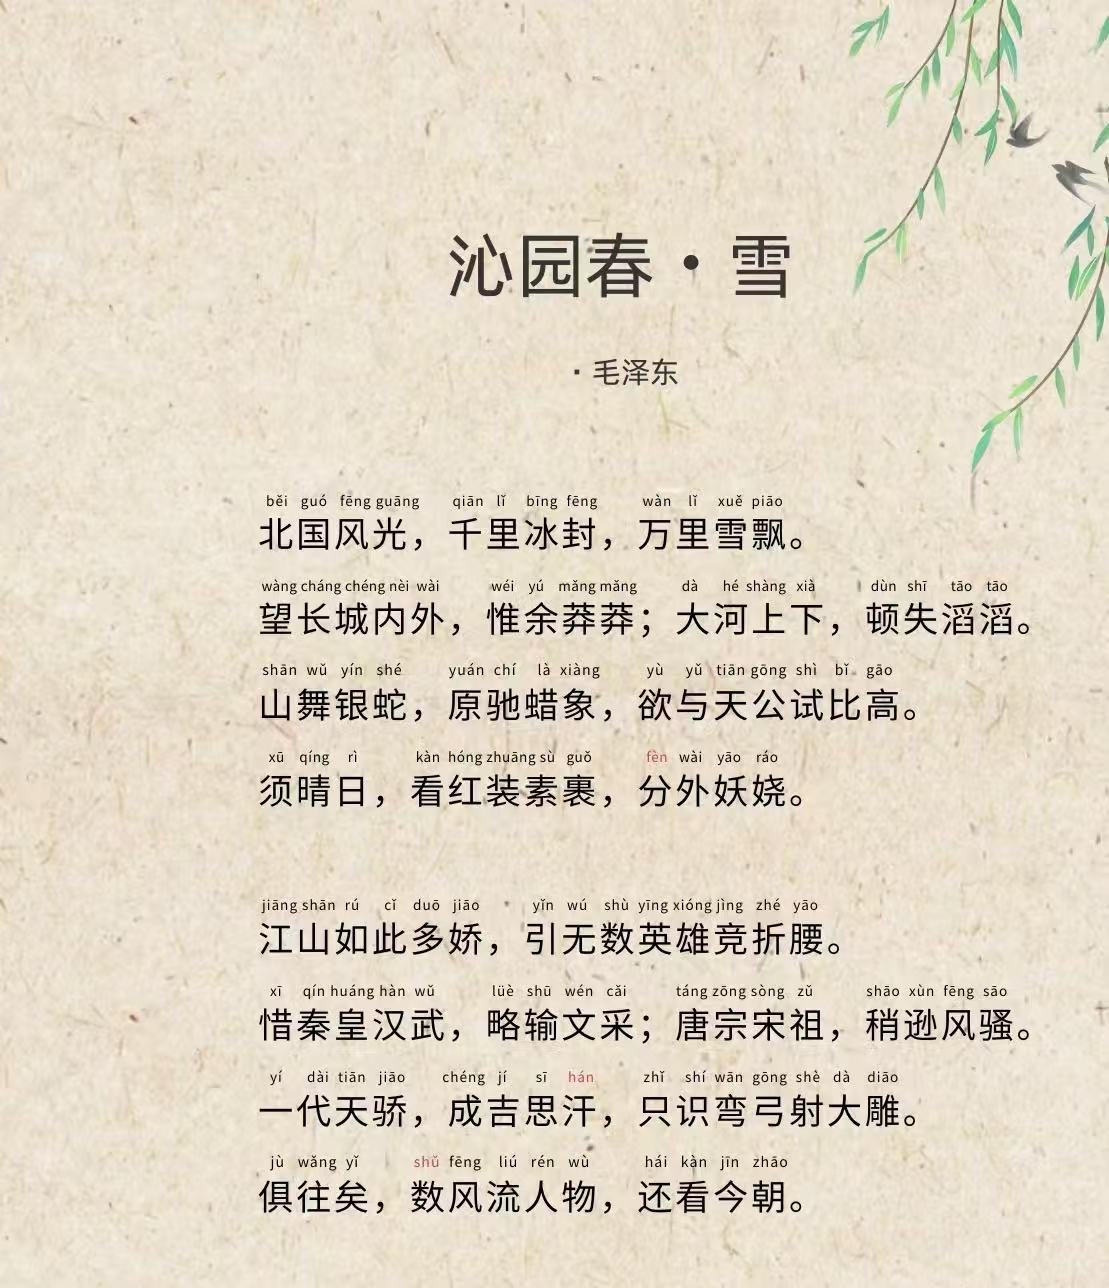 沁园春·雪
·毛泽东
běi guó fēng guāng qiān lǐ bīng fēng wàn lǐ xuě piāo
北国风光，千里冰封，万里雪飘。
wàng cháng chéng nèi wài wéi yú mǎng mǎng dà hé shàng xià dùn shī tāo tāo
望长城内外，惟余莽莽；大河上下，顿失滔滔。
shān wǔ yín shé yuán chí là xiàng yù yǔ tiān gōng shì bǐ gāo
山舞银蛇，原驰蜡象，欲与天公试比高。
xū qíng rì kàn hóng zhuāng sù guǒ fèn wài yāo ráo
须晴日，看红装素裹，分外妖娆。
jiāng shān rú cǐ duō jiāo yǐn wú shù yīng xióng jìng zhé yāo
江山如此多娇，引无数英雄竞折腰。
xī qín huáng hàn wǔ lüè shū wén cǎi táng zōng sòng zǔ shāo xùn fēng sāo
惜秦皇汉武，略输文采；唐宗宋祖，稍逊风骚。
yí dài tiān jiāo chéng jí sī hán zhǐ shí wān gōng shè dà diāo
一代天骄，成吉思汗，只识弯弓射大雕。
jù wǎng yǐ shǔ fēng liú rén wù hái kàn jīn zhāo
俱往矣，数风流人物，还看今朝。